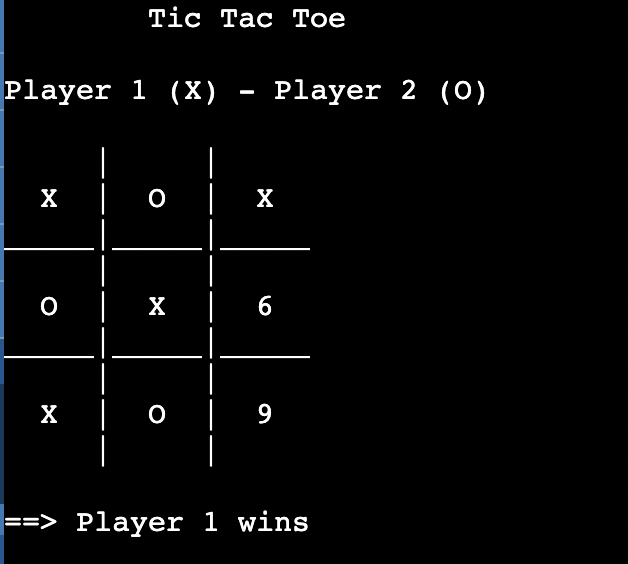 Tic Tac Toe
Player 1 (X) - Player 2 (O)
X | O | X
O | X | 6
X | O | 9
==> Player 1 wins